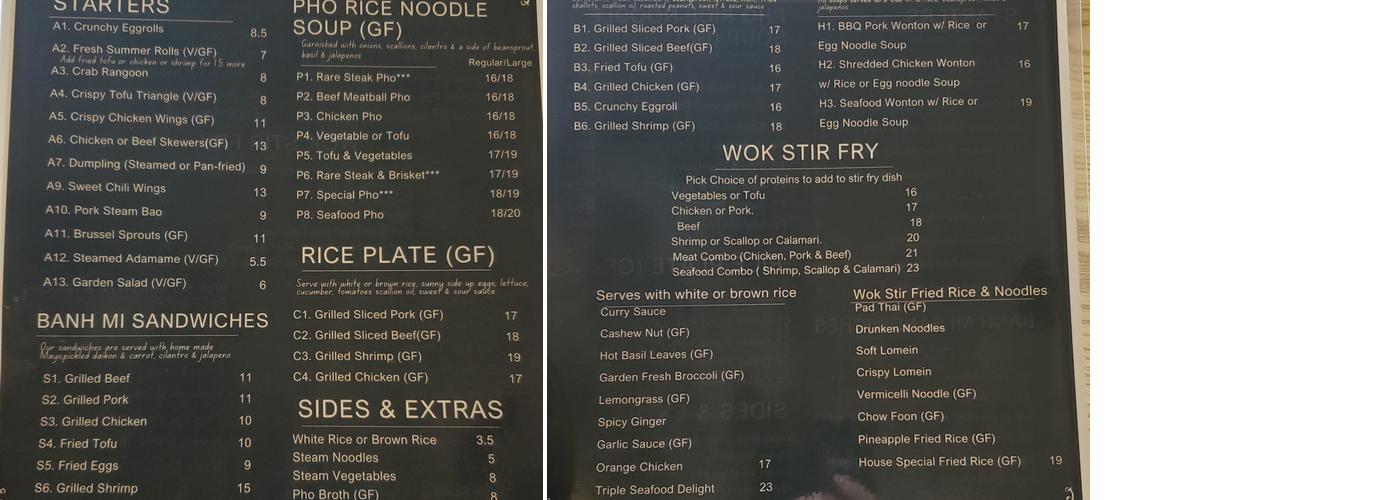 STARTERS
A1. Crunchy Eggrolls 8.5
A2. Fresh Summer Rolls (V/GF) 7
Add fried tofu or chicken or shrimp for 1.5 more
A3. Crab Rangoon 8
A4. Crispy Tofu Triangle (V/GF) 8
A5. Crispy Chicken Wings (GF) 11
A6. Chicken or Beef Skewers(GF) 13
A7. Dumpling (Steamed or Pan-fried) 9
A9. Sweet Chili Wings 13
A10. Pork Steam Bao 9
A11. Brussel Sprouts (GF) 11
A12. Steamed Adamame (V/GF) 5.5
A13. Garden Salad (V/GF) 6
BANH MI SANDWICHES
Our sandwiches are served with home made
Mayo,pickled daikon & carrot, cilantro & jalapeno
S1. Grilled Beef 11
S2. Grilled Pork 11
S3. Grilled Chicken 10
S4. Fried Tofu 10
S5. Fried Eggs 9
S6. Grilled Shrimp 15
PHO RICE NOODLE
SOUP (GF)
Garnished with onions, scallions, cilantro & a side of beansprout,
basil & jalapenos
Regular/Large
P1. Rare Steak Pho*** 16/18
P2. Beef Meatball Pho 16/18
P3. Chicken Pho 16/18
P4. Vegetable or Tofu 16/18
P5. Tofu & Vegetables 17/19
P6. Rare Steak & Brisket*** 17/19
P7. Special Pho*** 18/19
P8. Seafood Pho 18/20
RICE PLATE (GF)
Serve with white or brown rice, sunny side up eggs, lettuce,
cucumber, tomatoes scallion oil, sweet & sour sauce
C1. Grilled Sliced Pork (GF) 17
C2. Grilled Sliced Beef(GF) 18
C3. Grilled Shrimp (GF) 19
C4. Grilled Chicken (GF) 17
SIDES & EXTRAS
White Rice or Brown Rice 3.5
Steam Noodles 5
Steam Vegetables 8
Pho Broth (GF) 8
shallots, scallion oil, roasted peanuts, sweet & sour sauce
B1. Grilled Sliced Pork (GF) 17
B2. Grilled Sliced Beef(GF) 18
B3. Fried Tofu (GF) 16
B4. Grilled Chicken (GF) 17
B5. Crunchy Eggroll 16
B6. Grilled Shrimp (GF) 18
jalapenos
H1. BBQ Pork Wonton w/ Rice or 17
Egg Noodle Soup
H2. Shredded Chicken Wonton 16
w/ Rice or Egg noodle Soup
H3. Seafood Wonton w/ Rice or 19
Egg Noodle Soup
WOK STIR FRY
Pick Choice of proteins to add to stir fry dish
Vegetables or Tofu 16
Chicken or Pork. 17
Beef 18
Shrimp or Scallop or Calamari. 20
Meat Combo (Chicken, Pork & Beef) 21
Seafood Combo ( Shrimp, Scallop & Calamari) 23
Serves with white or brown rice
Curry Sauce
Cashew Nut (GF)
Hot Basil Leaves (GF)
Garden Fresh Broccoli (GF)
Lemongrass (GF)
Spicy Ginger
Garlic Sauce (GF)
Orange Chicken 17
Triple Seafood Delight 23
Wok Stir Fried Rice & Noodles
Pad Thai (GF)
Drunken Noodles
Soft Lomein
Crispy Lomein
Vermicelli Noodle (GF)
Chow Foon (GF)
Pineapple Fried Rice (GF)
House Special Fried Rice (GF) 19